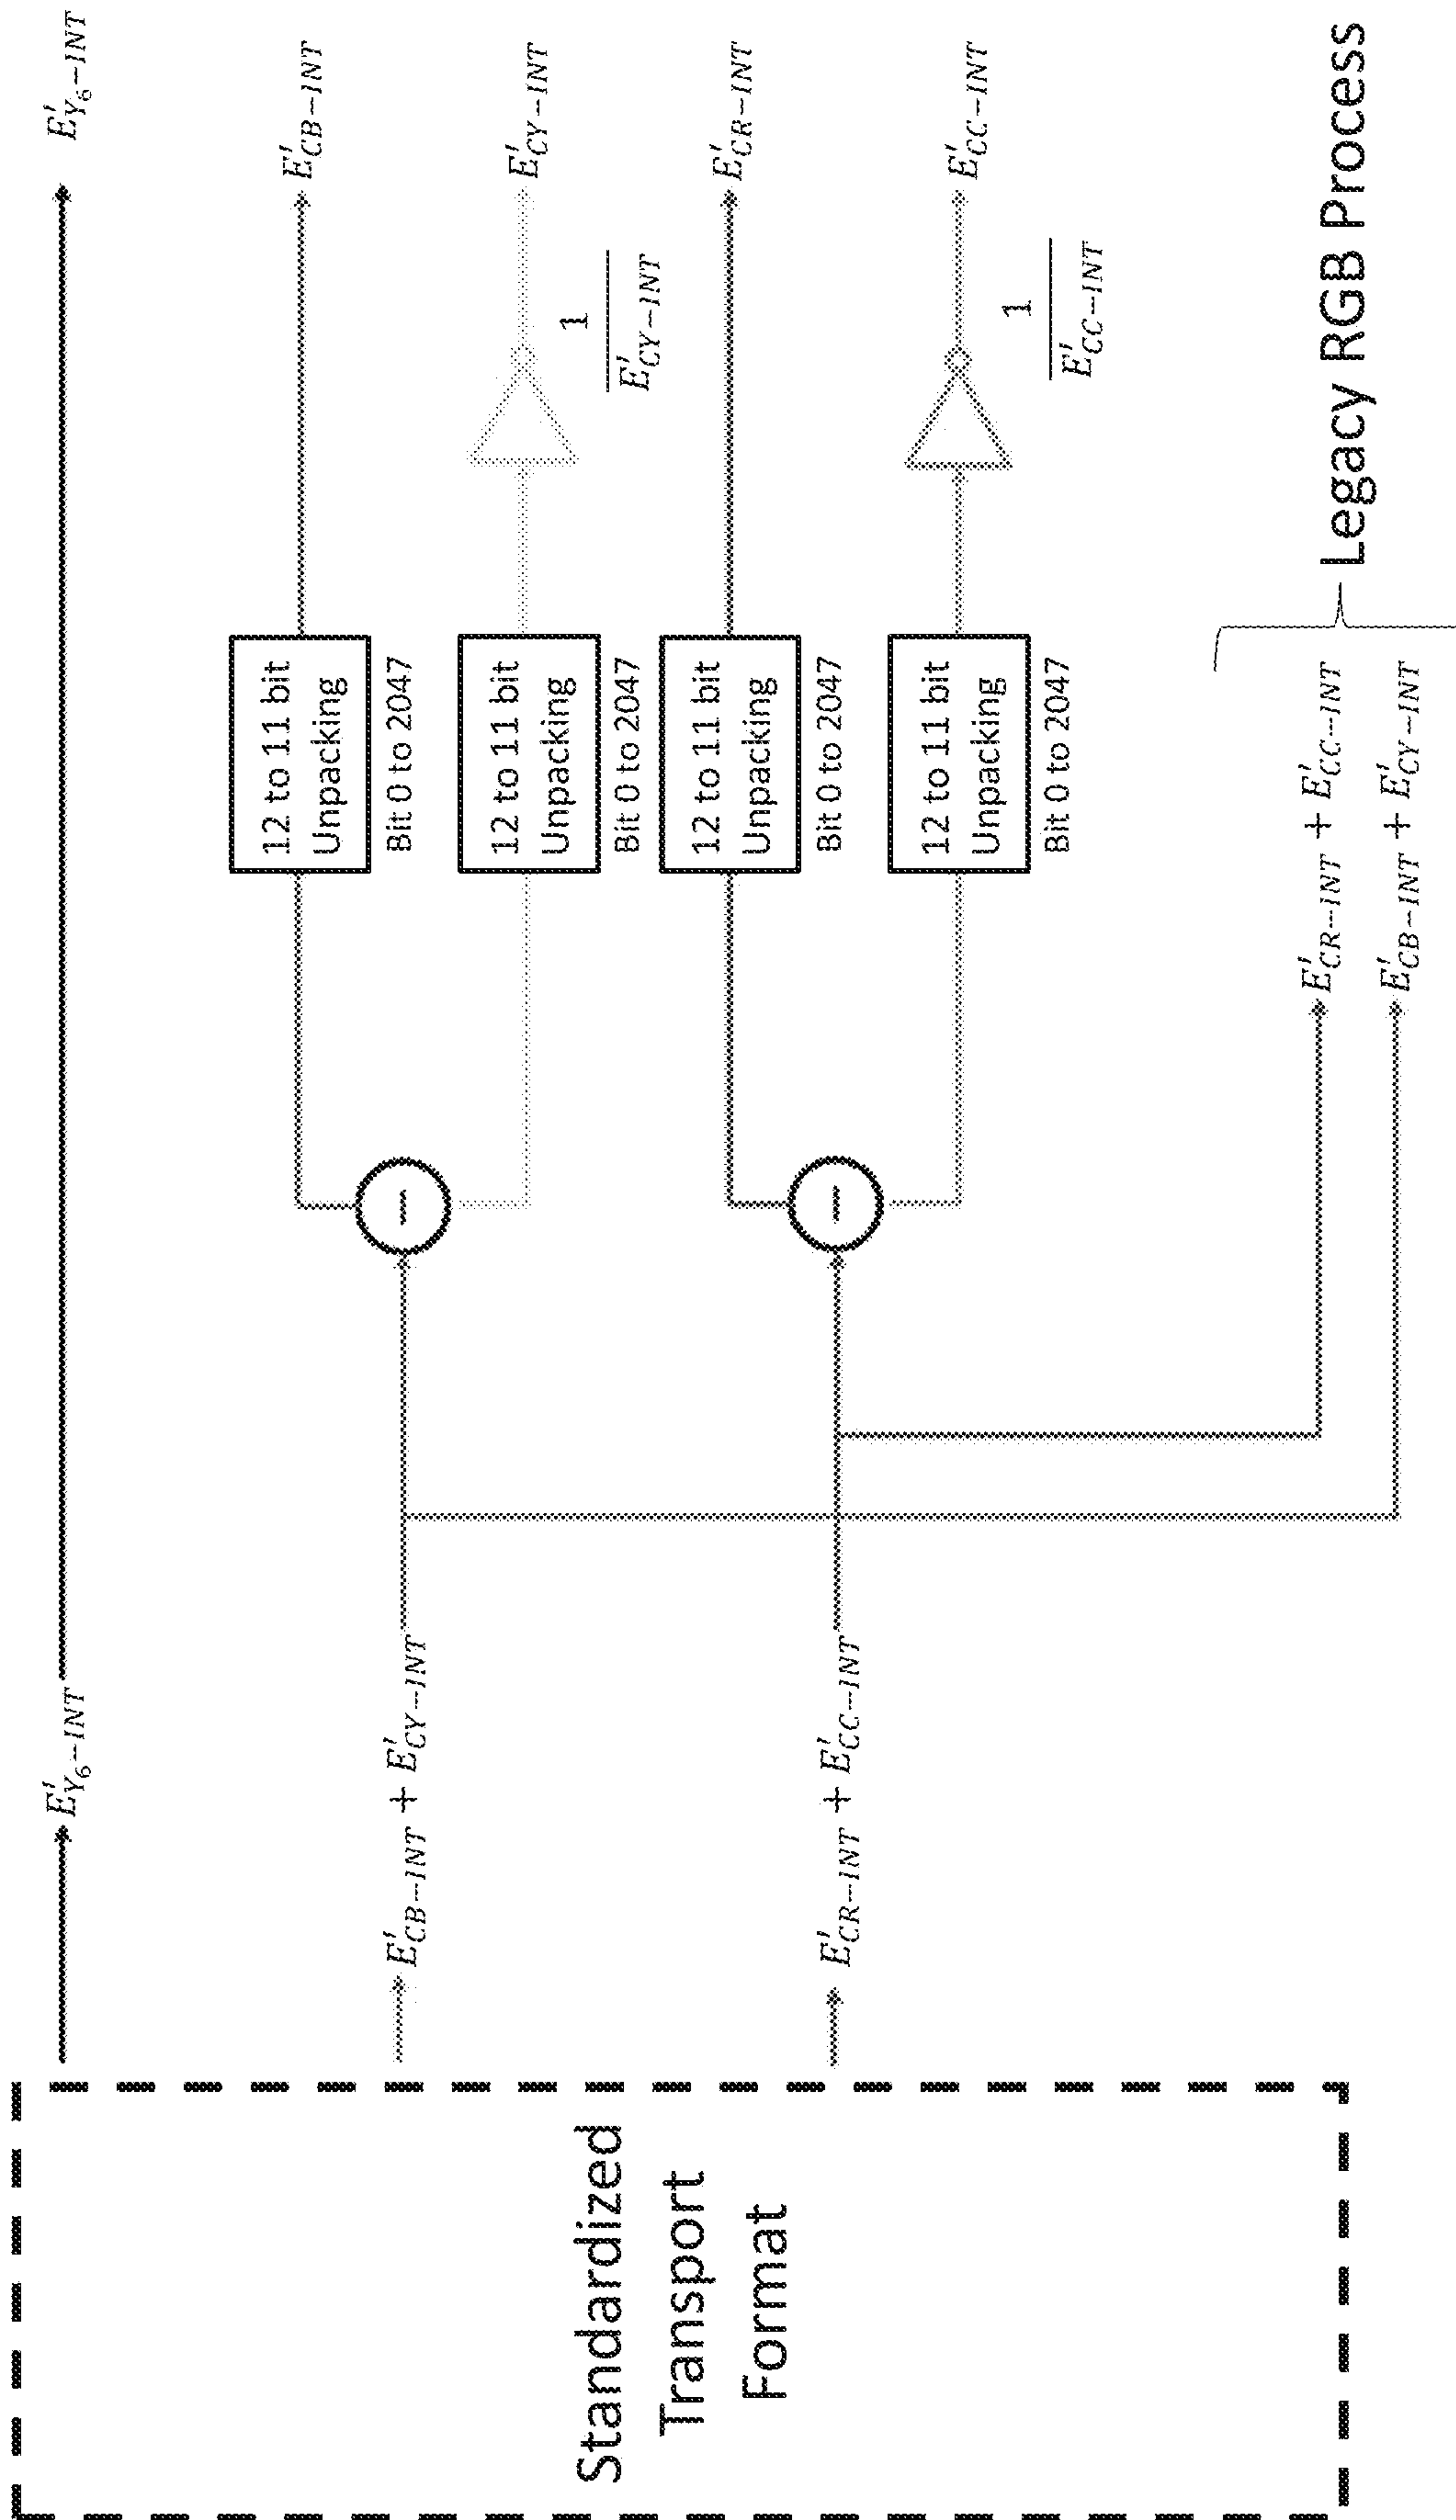 Standardized
Transport
Format
E′_{Y₆−INT}
E′_{CB−INT} + E′_{CY−INT}
E′_{CR−INT} + E′_{CC−INT}
12 to 11 bit
Unpacking
Bit 0 to 2047
12 to 11 bit
Unpacking
Bit 0 to 2047
12 to 11 bit
Unpacking
Bit 0 to 2047
12 to 11 bit
Unpacking
Bit 0 to 2047
−
−
1
E′_{CY−INT}
1
E′_{CC−INT}
E′_{Y₆−INT}
E′_{CB−INT}
E′_{CY−INT}
E′_{CR−INT}
E′_{CC−INT}
E′_{CR−INT} + E′_{CC−INT}
E′_{CB−INT} + E′_{CY−INT}
Legacy RGB Process